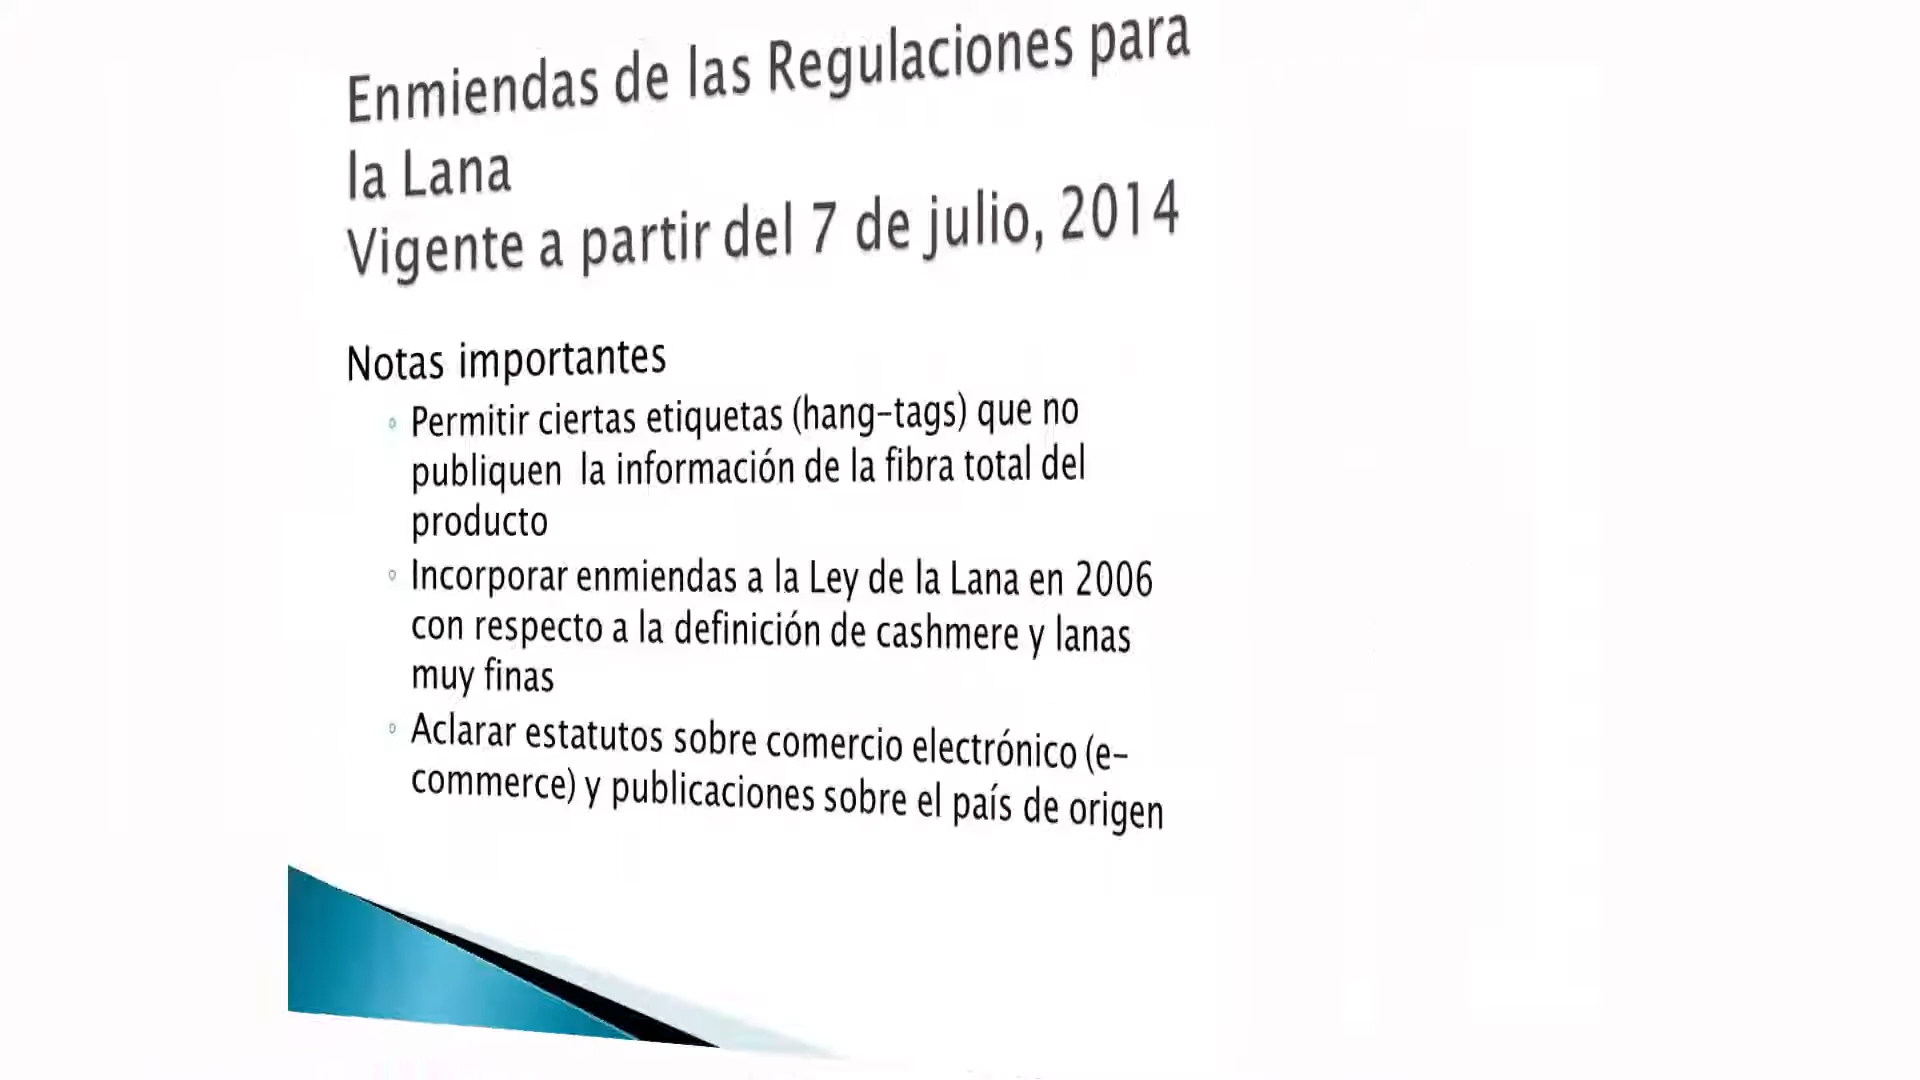 Enmiendas de las Regulaciones para
la Lana
Vigente a partir del 7 de julio, 2014
Notas importantes
◦ Permitir ciertas etiquetas (hang-tags) que no
publiquen la información de la fibra total del
producto
◦ Incorporar enmiendas a la Ley de la Lana en 2006
con respecto a la definición de cashmere y lanas
muy finas
◦ Aclarar estatutos sobre comercio electrónico (e-
commerce) y publicaciones sobre el país de origen